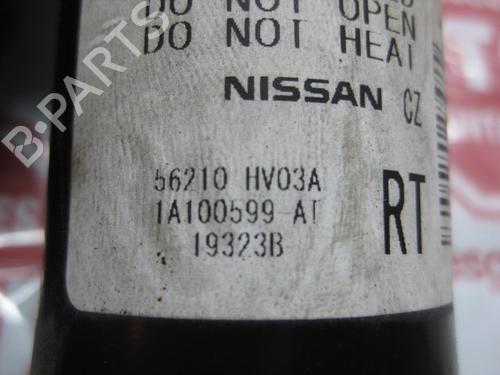 DO NOT OPEN
DO NOT HEAT
NISSAN CZ
56210 HV03A
1A100599-AT
19323B
RT
B-PARTS